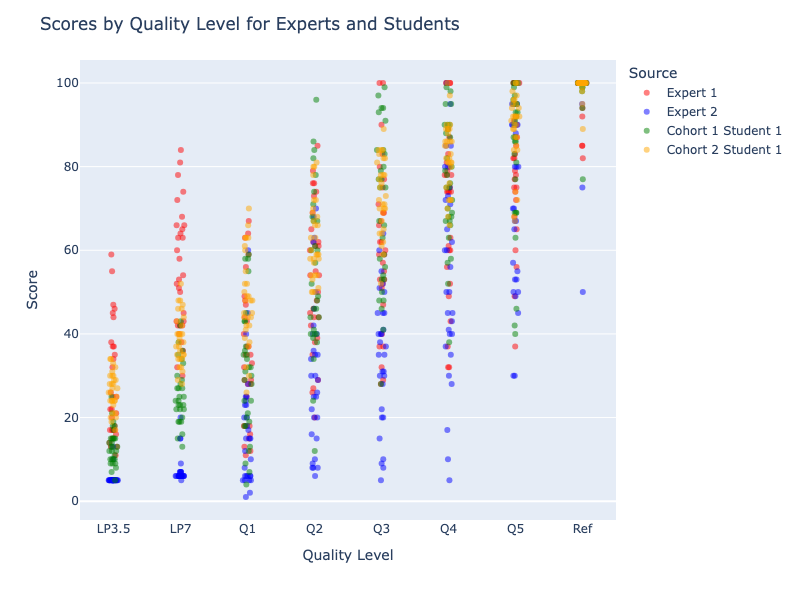 Scores by Quality Level for Experts and Students
Source
Expert 1
Expert 2
Cohort 1 Student 1
Cohort 2 Student 1
Score
100
80
60
40
20
0
LP3.5 LP7 Q1 Q2 Q3 Q4 Q5 Ref
Quality Level